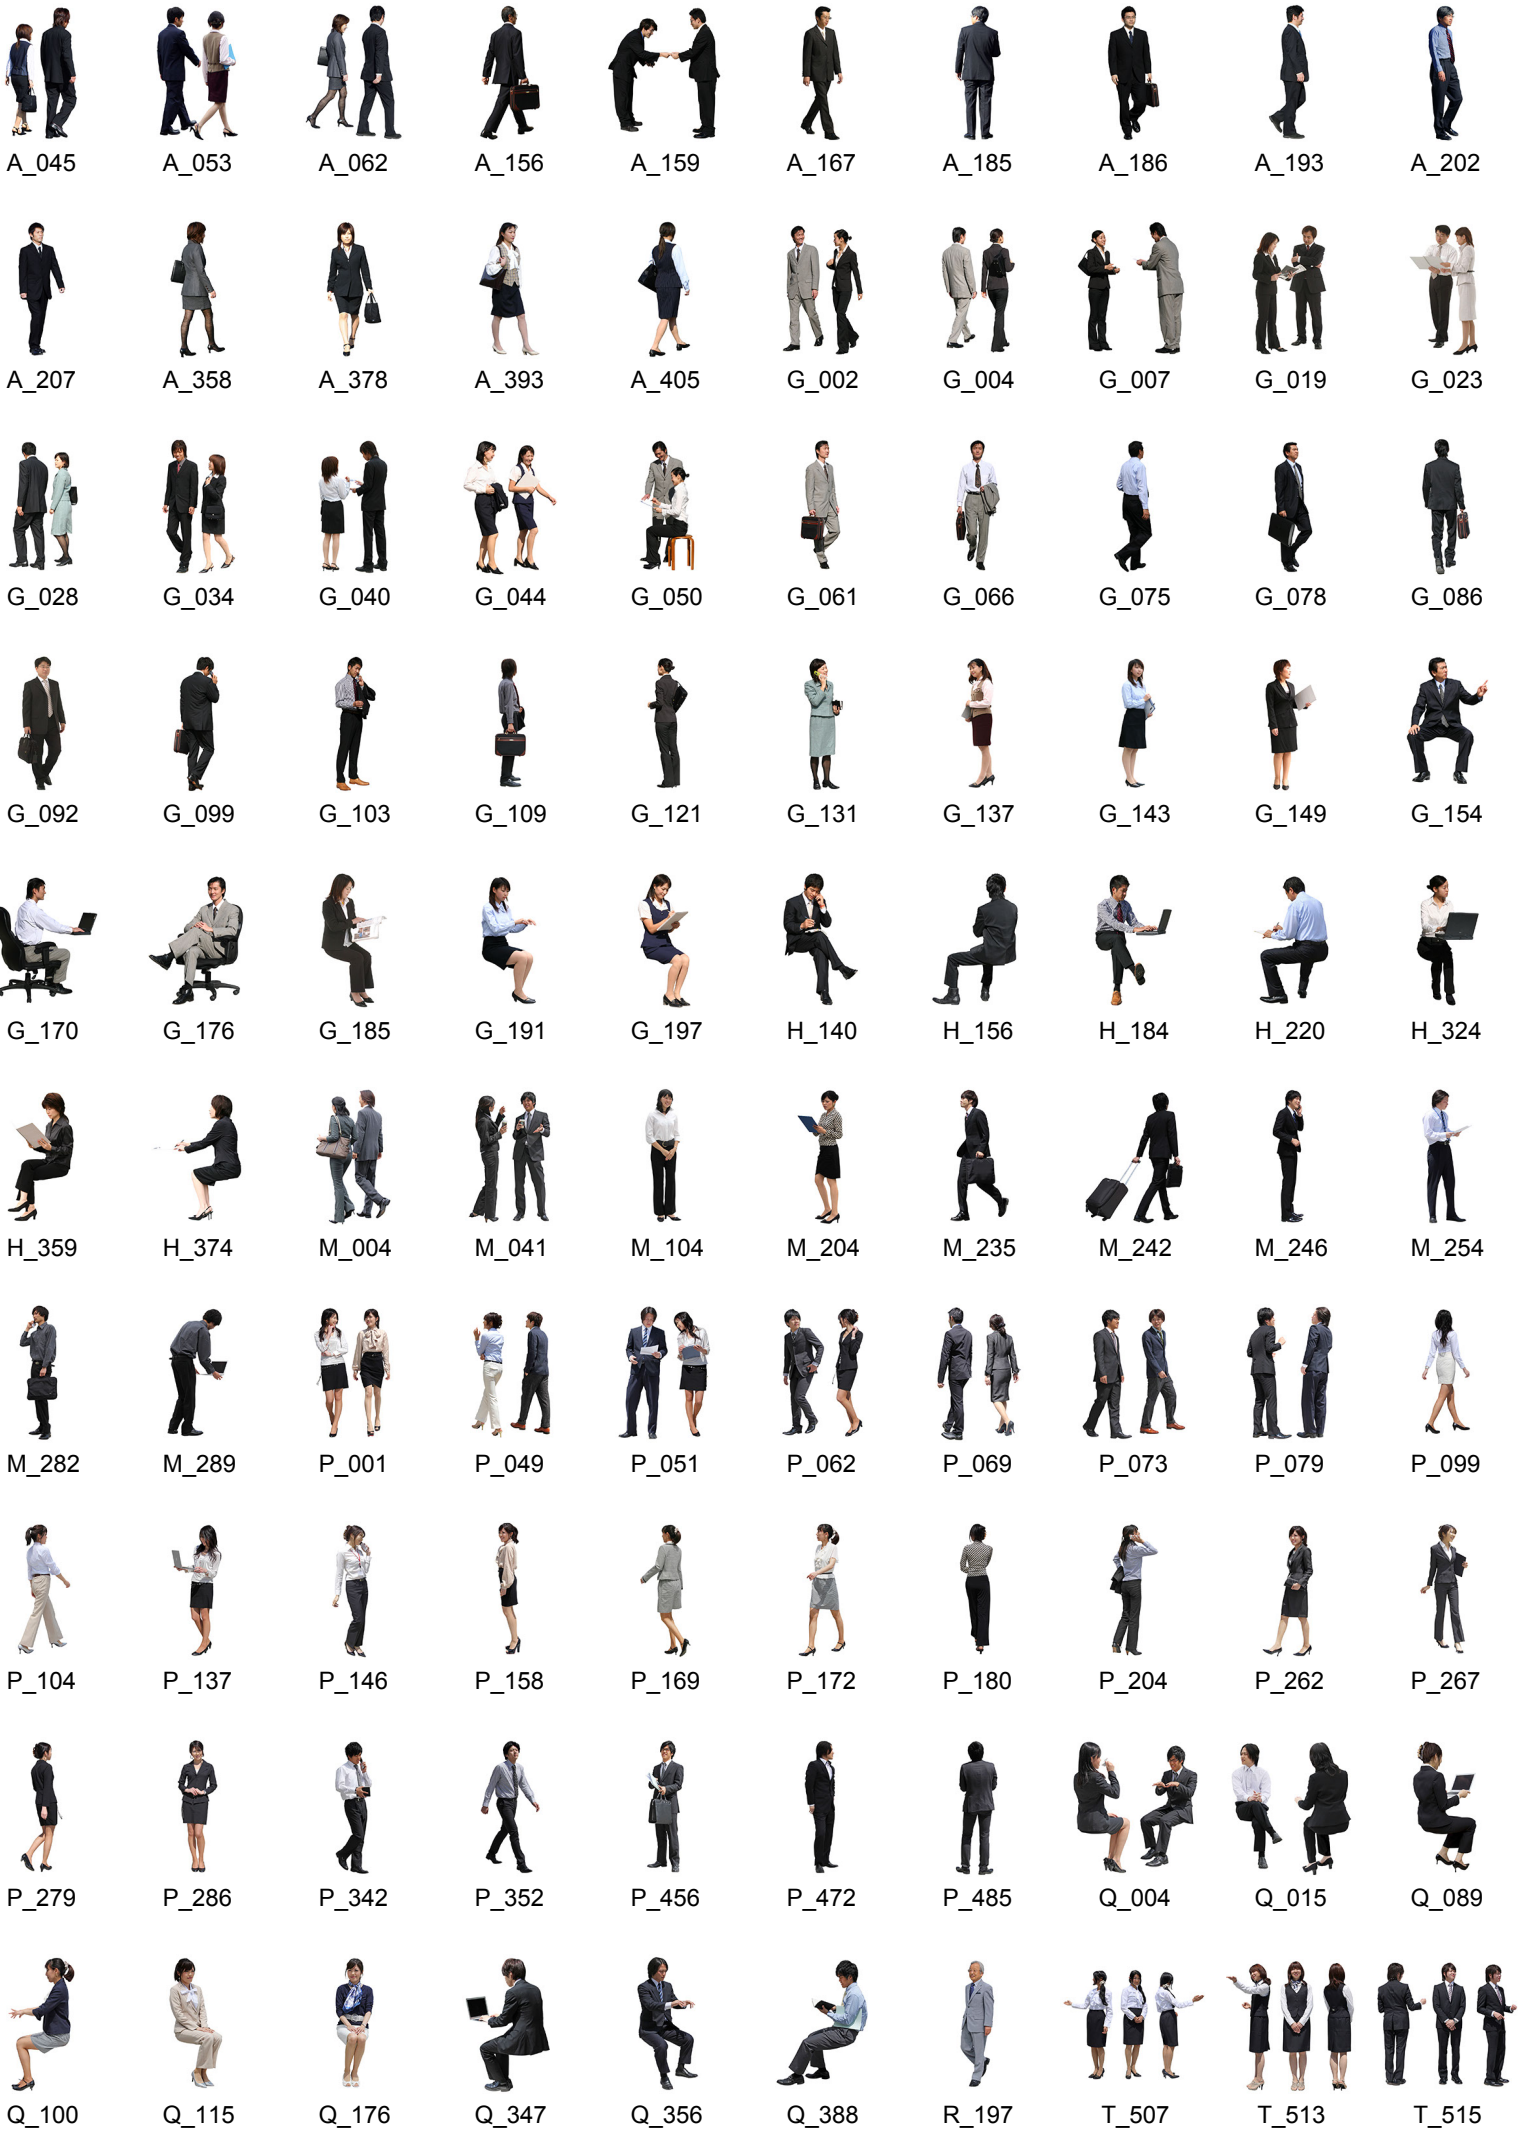 A_045 A_053 A_062 A_156 A_159 A_167 A_185 A_186 A_193 A_202
A_207 A_358 A_378 A_393 A_405 G_002 G_004 G_007 G_019 G_023
G_028 G_034 G_040 G_044 G_050 G_061 G_066 G_075 G_078 G_086
G_092 G_099 G_103 G_109 G_121 G_131 G_137 G_143 G_149 G_154
G_170 G_176 G_185 G_191 G_197 H_140 H_156 H_184 H_220 H_324
H_359 H_374 M_004 M_041 M_104 M_204 M_235 M_242 M_246 M_254
M_282 M_289 P_001 P_049 P_051 P_062 P_069 P_073 P_079 P_099
P_104 P_137 P_146 P_158 P_169 P_172 P_180 P_204 P_262 P_267
P_279 P_286 P_342 P_352 P_456 P_472 P_485 Q_004 Q_015 Q_089
Q_100 Q_115 Q_176 Q_347 Q_356 Q_388 R_197 T_507 T_513 T_515